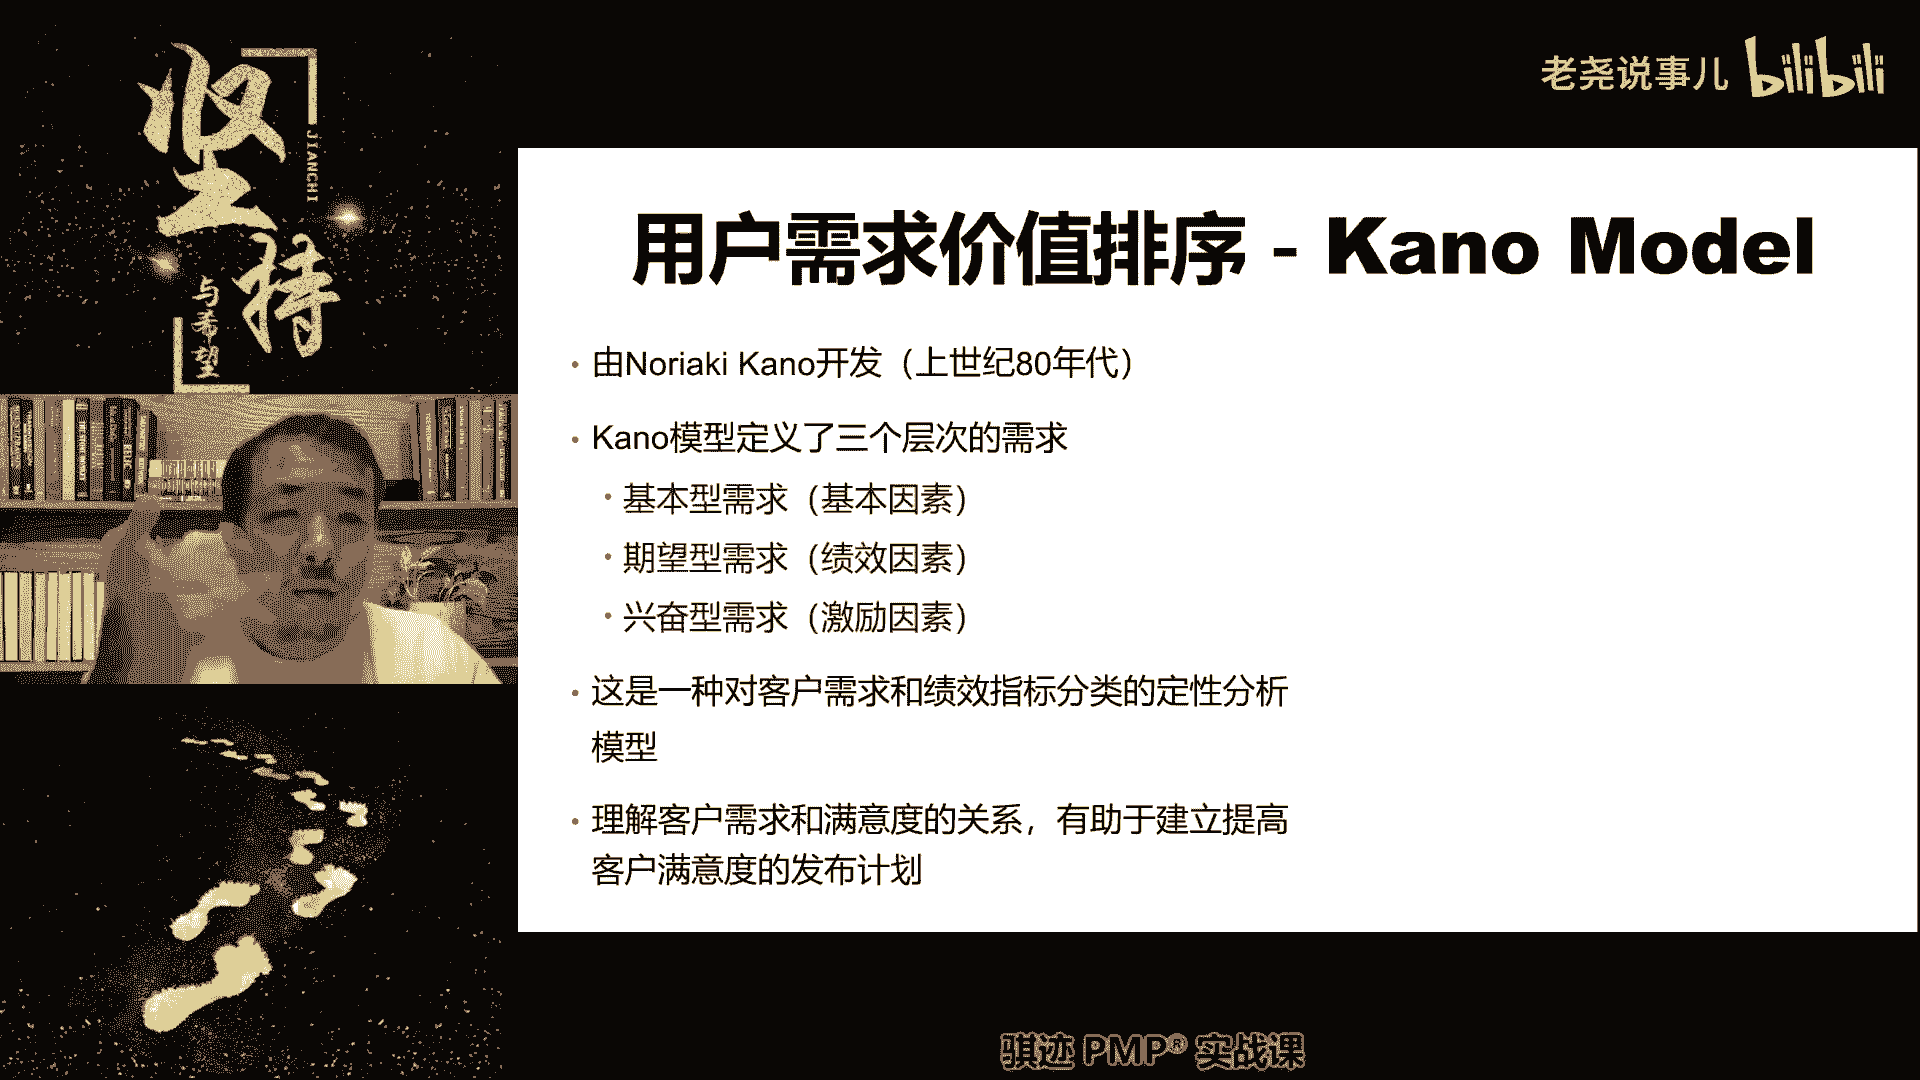 坚持
JIANCHI
与希望
老尧说事儿 bilibili
用户需求价值排序 - Kano Model
• 由Noriaki Kano开发（上世纪80年代）
• Kano模型定义了三个层次的需求
• 基本型需求（基本因素）
• 期望型需求（绩效因素）
• 兴奋型需求（激励因素）
• 这是一种对客户需求和绩效指标分类的定性分析
模型
• 理解客户需求和满意度的关系，有助于建立提高
客户满意度的发布计划
骐迹 PMP® 实战课